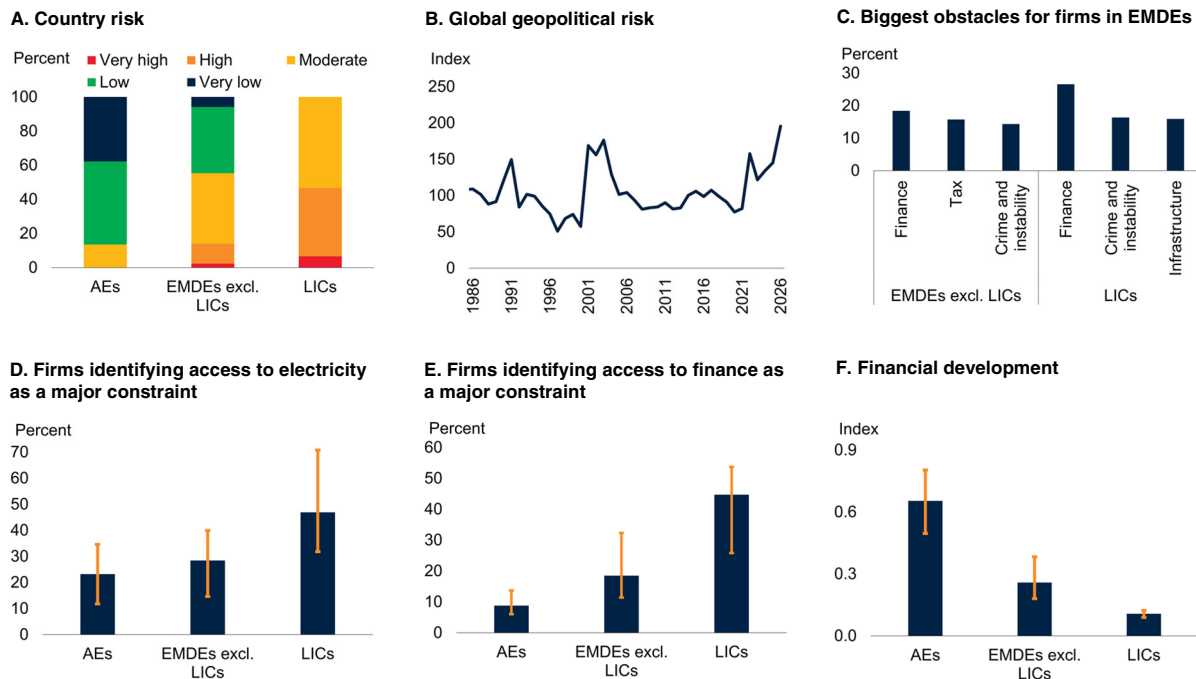 A. Country risk
Percent
Very high
High
Moderate
Low
Very low
100
80
60
40
20
0
AEs
EMDEs excl.
LICs
LICs
B. Global geopolitical risk
Index
250
200
150
100
50
0
1986
1991
1996
2001
2006
2011
2016
2021
2026
C. Biggest obstacles for firms in EMDEs
Percent
30
20
10
0
Finance
Tax
Crime and
instability
Finance
Crime and
instability
Infrastructure
EMDEs excl. LICs
LICs
D. Firms identifying access to electricity
as a major constraint
Percent
70
60
50
40
30
20
10
0
AEs
EMDEs excl.
LICs
LICs
E. Firms identifying access to finance as
a major constraint
Percent
60
50
40
30
20
10
0
AEs
EMDEs excl.
LICs
LICs
F. Financial development
Index
0.9
0.6
0.3
0.0
AEs
EMDEs excl.
LICs
LICs